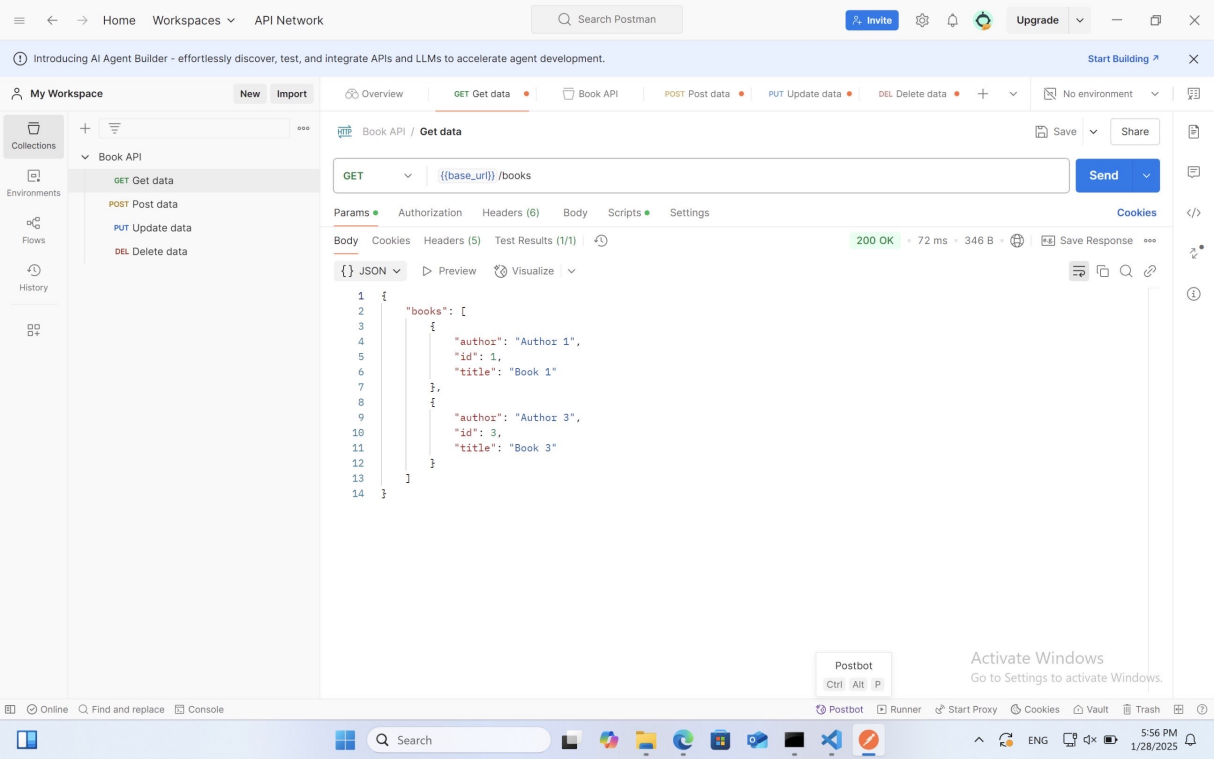 Home Workspaces API Network Search Postman Invite Upgrade
Introducing AI Agent Builder - effortlessly discover, test, and integrate APIs and LLMs to accelerate agent development. Start Building
My Workspace New Import Overview GET Get data Book API POST Post data PUT Update data DEL Delete data No environment
Collections
Environments
Flows
History
Book API
GET Get data
POST Post data
PUT Update data
DEL Delete data
HTTP Book API / Get data Save Share
GET {{base_url}} /books Send
Params Authorization Headers (6) Body Scripts Settings Cookies
Body Cookies Headers (5) Test Results (1/1) 200 OK 72 ms 346 B Save Response
{} JSON Preview Visualize
1 {
2 "books": [
3 {
4 "author": "Author 1",
5 "id": 1,
6 "title": "Book 1"
7 },
8 {
9 "author": "Author 3",
10 "id": 3,
11 "title": "Book 3"
12 }
13 ]
14 }
Postbot
Ctrl Alt P
Activate Windows
Go to Settings to activate Windows.
Online Find and replace Console Postbot Runner Start Proxy Cookies Vault Trash
Search ENG 5:56 PM
1/28/2025